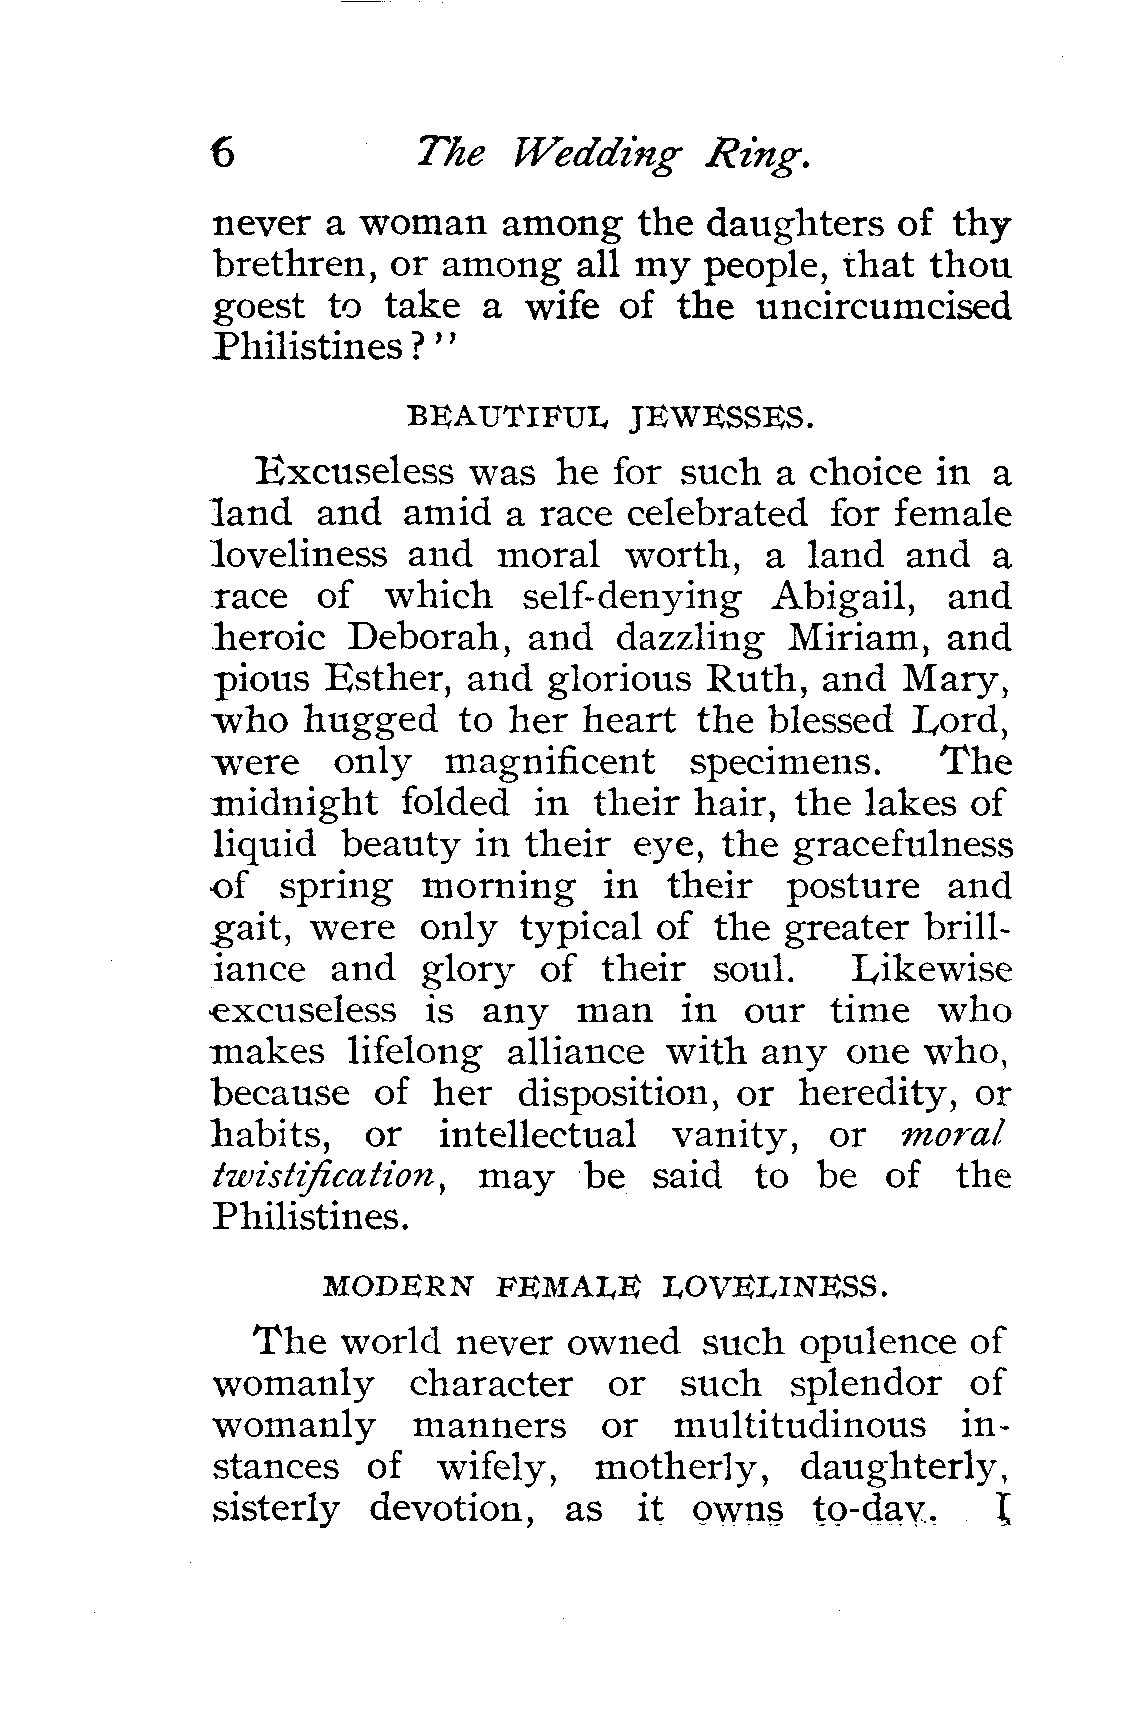 6 The Wedding Ring.
never a woman among the daughters of thy
brethren, or among all my people, that thou
goest to take a wife of the uncircumcised
Philistines?"
BEAUTIFUL JEWESSES.
Excuseless was he for such a choice in a
land and amid a race celebrated for female
loveliness and moral worth, a land and a
race of which self-denying Abigail, and
heroic Deborah, and dazzling Miriam, and
pious Esther, and glorious Ruth, and Mary,
who hugged to her heart the blessed Lord,
were only magnificent specimens. The
midnight folded in their hair, the lakes of
liquid beauty in their eye, the gracefulness
of spring morning in their posture and
gait, were only typical of the greater brill-
iance and glory of their soul. Likewise
excuseless is any man in our time who
makes lifelong alliance with any one who,
because of her disposition, or heredity, or
habits, or intellectual vanity, or moral
twistification, may be said to be of the
Philistines.
MODERN FEMALE LOVELINESS.
The world never owned such opulence of
womanly character or such splendor of
womanly manners or multitudinous in-
stances of wifely, motherly, daughterly,
sisterly devotion, as it owns to-day. I